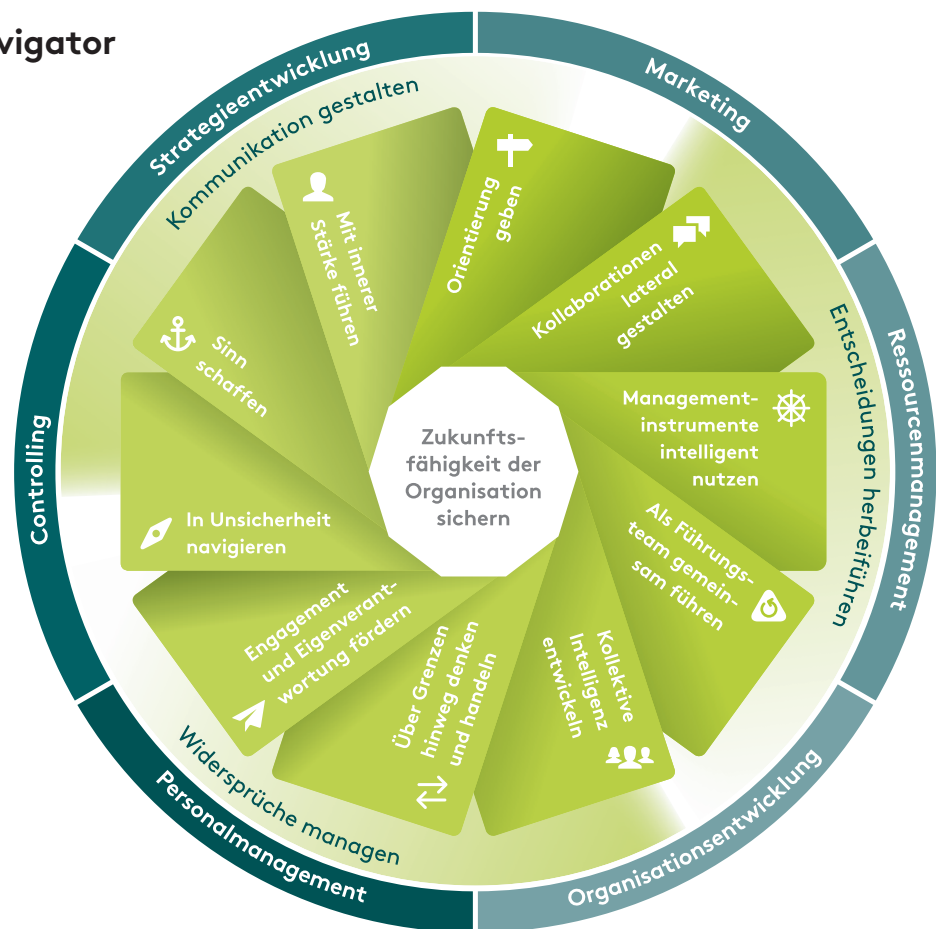 vigator
Strategieentwicklung
Marketing
Ressourcenmanagement
Organisationsentwicklung
Personalmanagement
Controlling
Kommunikation gestalten
Entscheidungen herbeiführen
Widersprüche managen
Orientierung
geben
Kollaborationen
lateral
gestalten
Management-
instrumente
intelligent
nutzen
Als Führungs-
team gemein-
sam führen
Kollektive
Intelligenz
entwickeln
Über Grenzen
hinweg denken
und handeln
Engagement
und Eigenverant-
wortung fördern
In Unsicherheit
navigieren
Sinn
schaffen
Mit innerer
Stärke führen
Zukunfts-
fähigkeit der
Organisation
sichern